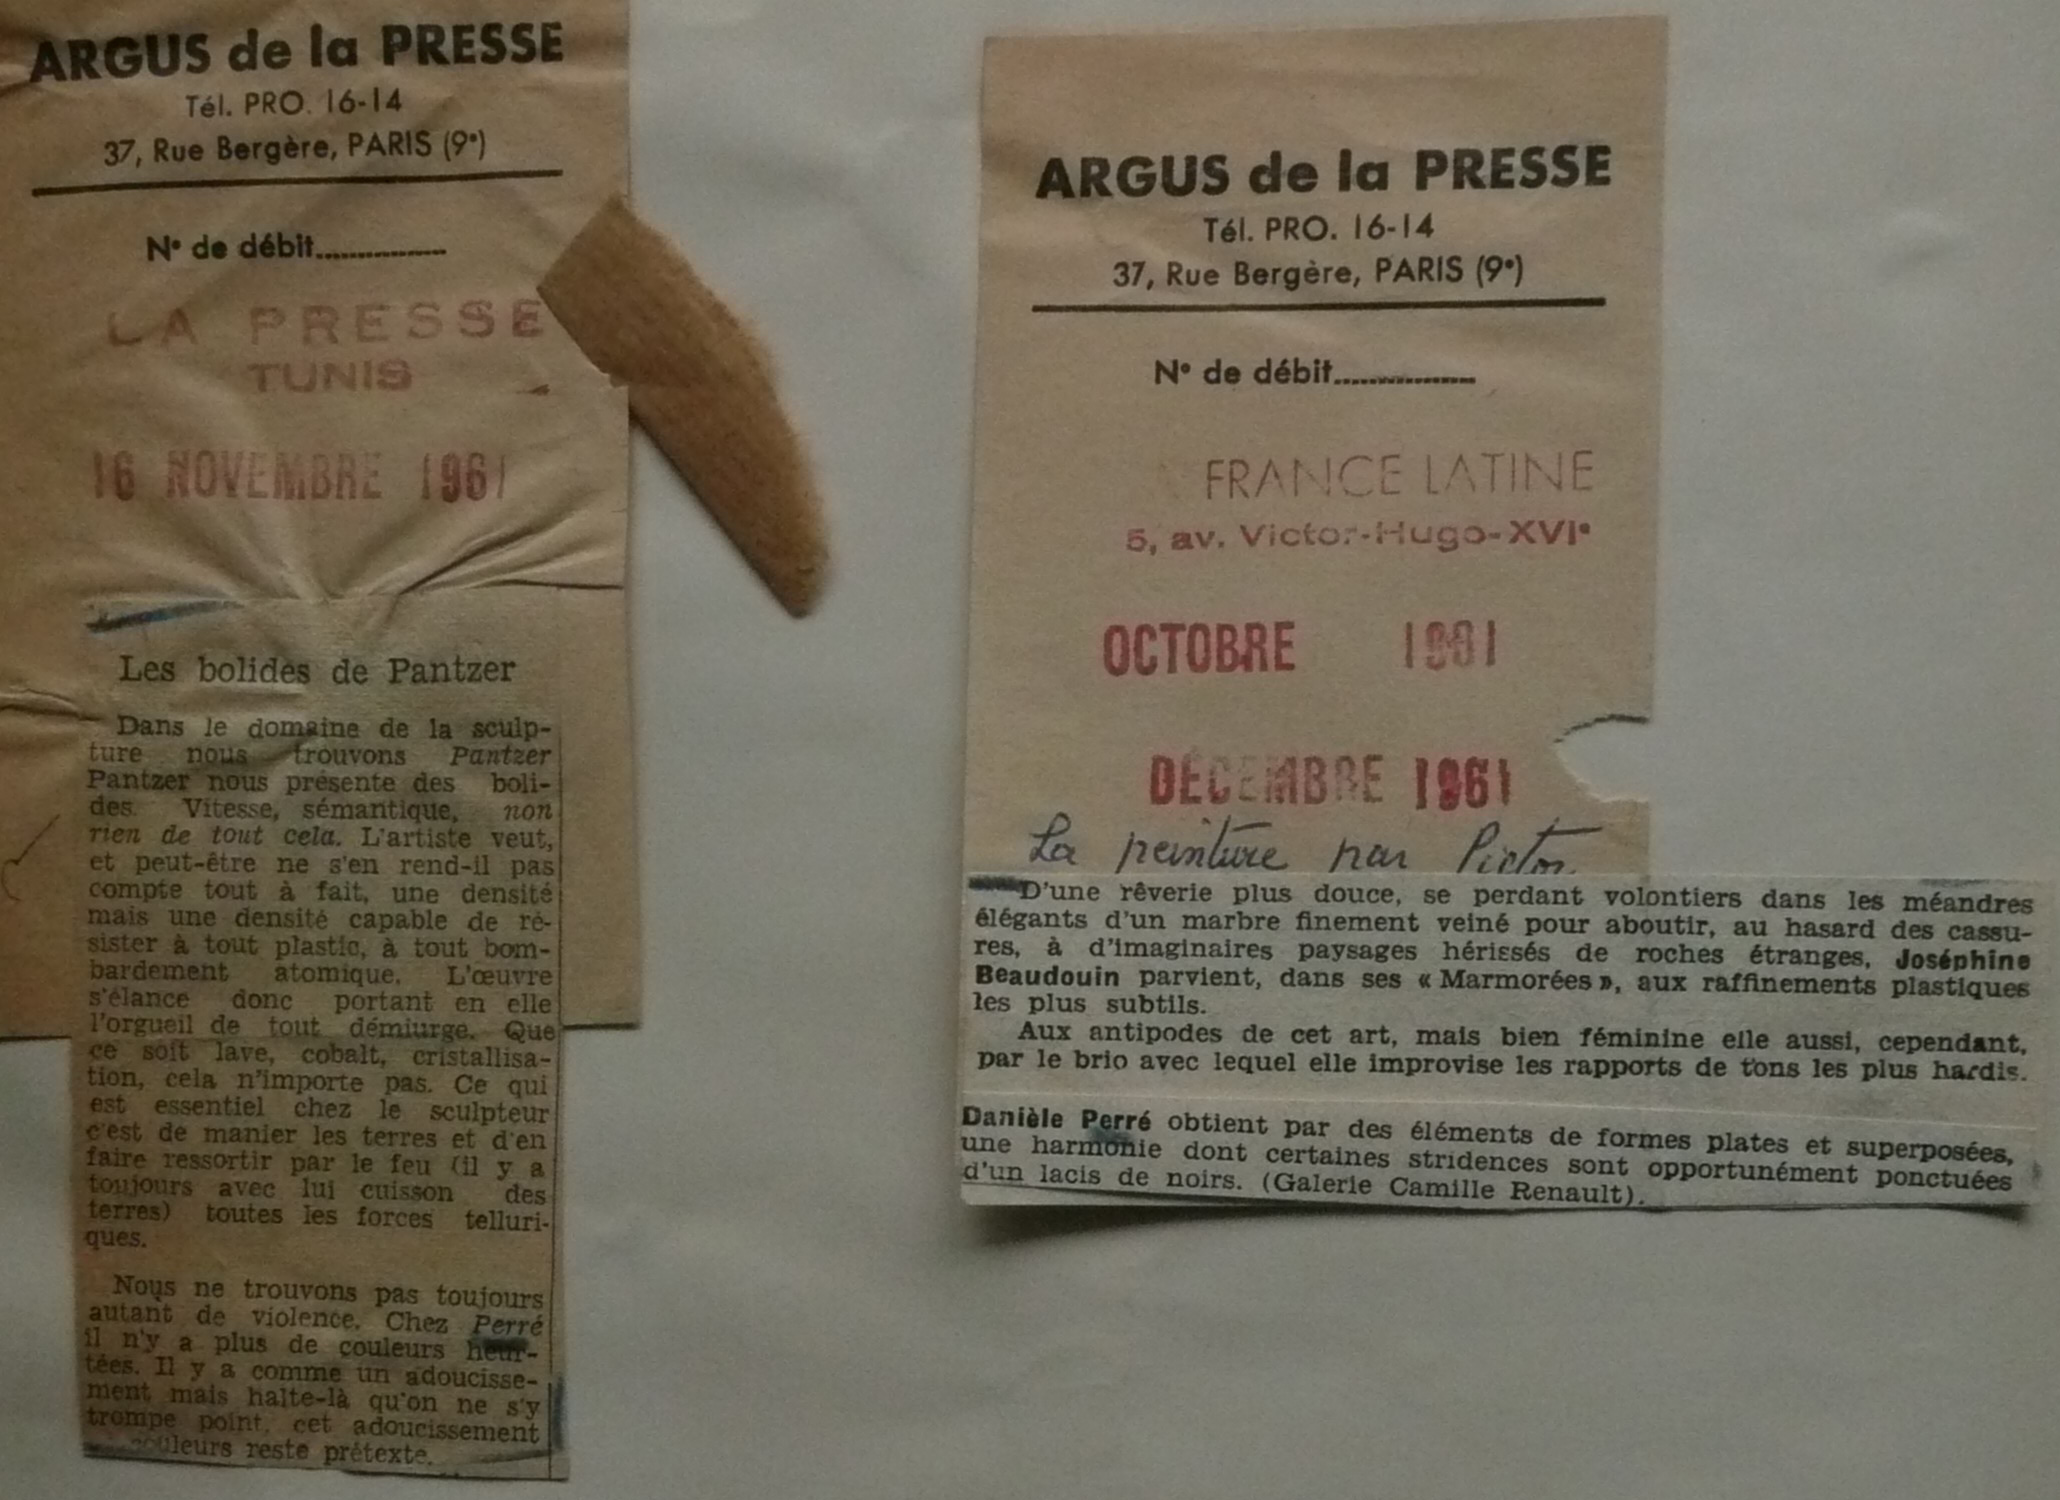 ARGUS de la PRESSE
Tél. PRO. 16-14
37, Rue Bergère, PARIS (9e)
N° de débit................
LA PRESSE
TUNIS
16 NOVEMBRE 1961
Les bolides de Pantzer
Dans le domaine de la sculp-
ture nous trouvons Pantzer
Pantzer nous présente des boli-
des. Vitesse, sémantique, non
rien de tout cela. L'artiste veut,
et peut-être ne s'en rend-il pas
compte tout à fait, une densité
mais une densité capable de ré-
sister à tout plastic, à tout bom-
bardement atomique. L'œuvre
s'élance donc portant en elle
l'orgueil de tout démiurge. Que
ce soit lave, cobalt, cristallisa-
tion, cela n'importe pas. Ce qui
est essentiel chez le sculpteur
c'est de manier les terres et d'en
faire ressortir par le feu (il y a
toujours avec lui cuisson des
terres) toutes les forces telluri-
ques.
Nous ne trouvons pas toujours
autant de violence. Chez Perré
il n'y a plus de couleurs heur-
tées. Il y a comme un adoucisse-
ment mais halte-là qu'on ne s'y
trompe point, cet adoucissement
couleurs reste prétexte.
ARGUS de la PRESSE
Tél. PRO. 16-14
37, Rue Bergère, PARIS (9e)
N° de débit................
FRANCE LATINE
5, av. Victor-Hugo-XVIe
OCTOBRE 1961
DÉCEMBRE 1961
La peinture par Pictor
D'une rêverie plus douce, se perdant volontiers dans les méandres
élégants d'un marbre finement veiné pour aboutir, au hasard des cassu-
res, à d'imaginaires paysages hérissés de roches étranges, Joséphine
Beaudouin parvient, dans ses « Marmorées », aux raffinements plastiques
les plus subtils.
Aux antipodes de cet art, mais bien féminine elle aussi, cependant,
par le brio avec lequel elle improvise les rapports de tons les plus hardis.
Danièle Perré obtient par des éléments de formes plates et superposées,
une harmonie dont certaines stridences sont opportunément ponctuées
d'un lacis de noirs. (Galerie Camille Renault).